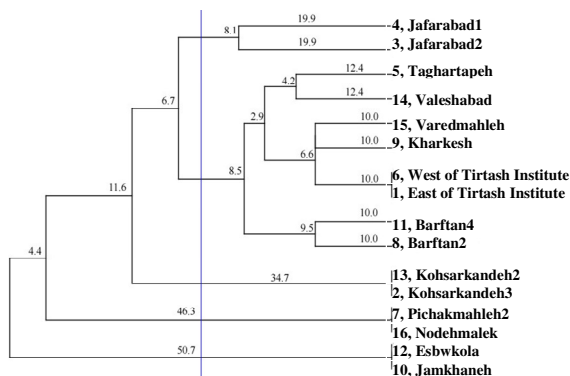 19.9
4, Jafarabad1
8.1
19.9
3, Jafarabad2
12.4
5, Taghartapeh
4.2
12.4
14, Valeshabad
6.7
10.0
15, Varedmahleh
2.9
10.0
9, Kharkesh
6.6
8.5
10.0
6, West of Tirtash Institute
1, East of Tirtash Institute
11.6
10.0
11, Barftan4
9.5
10.0
8, Barftan2
4.4
34.7
13, Kohsarkandeh2
2, Kohsarkandeh3
46.3
7, Pichakmahleh2
16, Nodehmalek
50.7
12, Esbwkola
10, Jamkhaneh